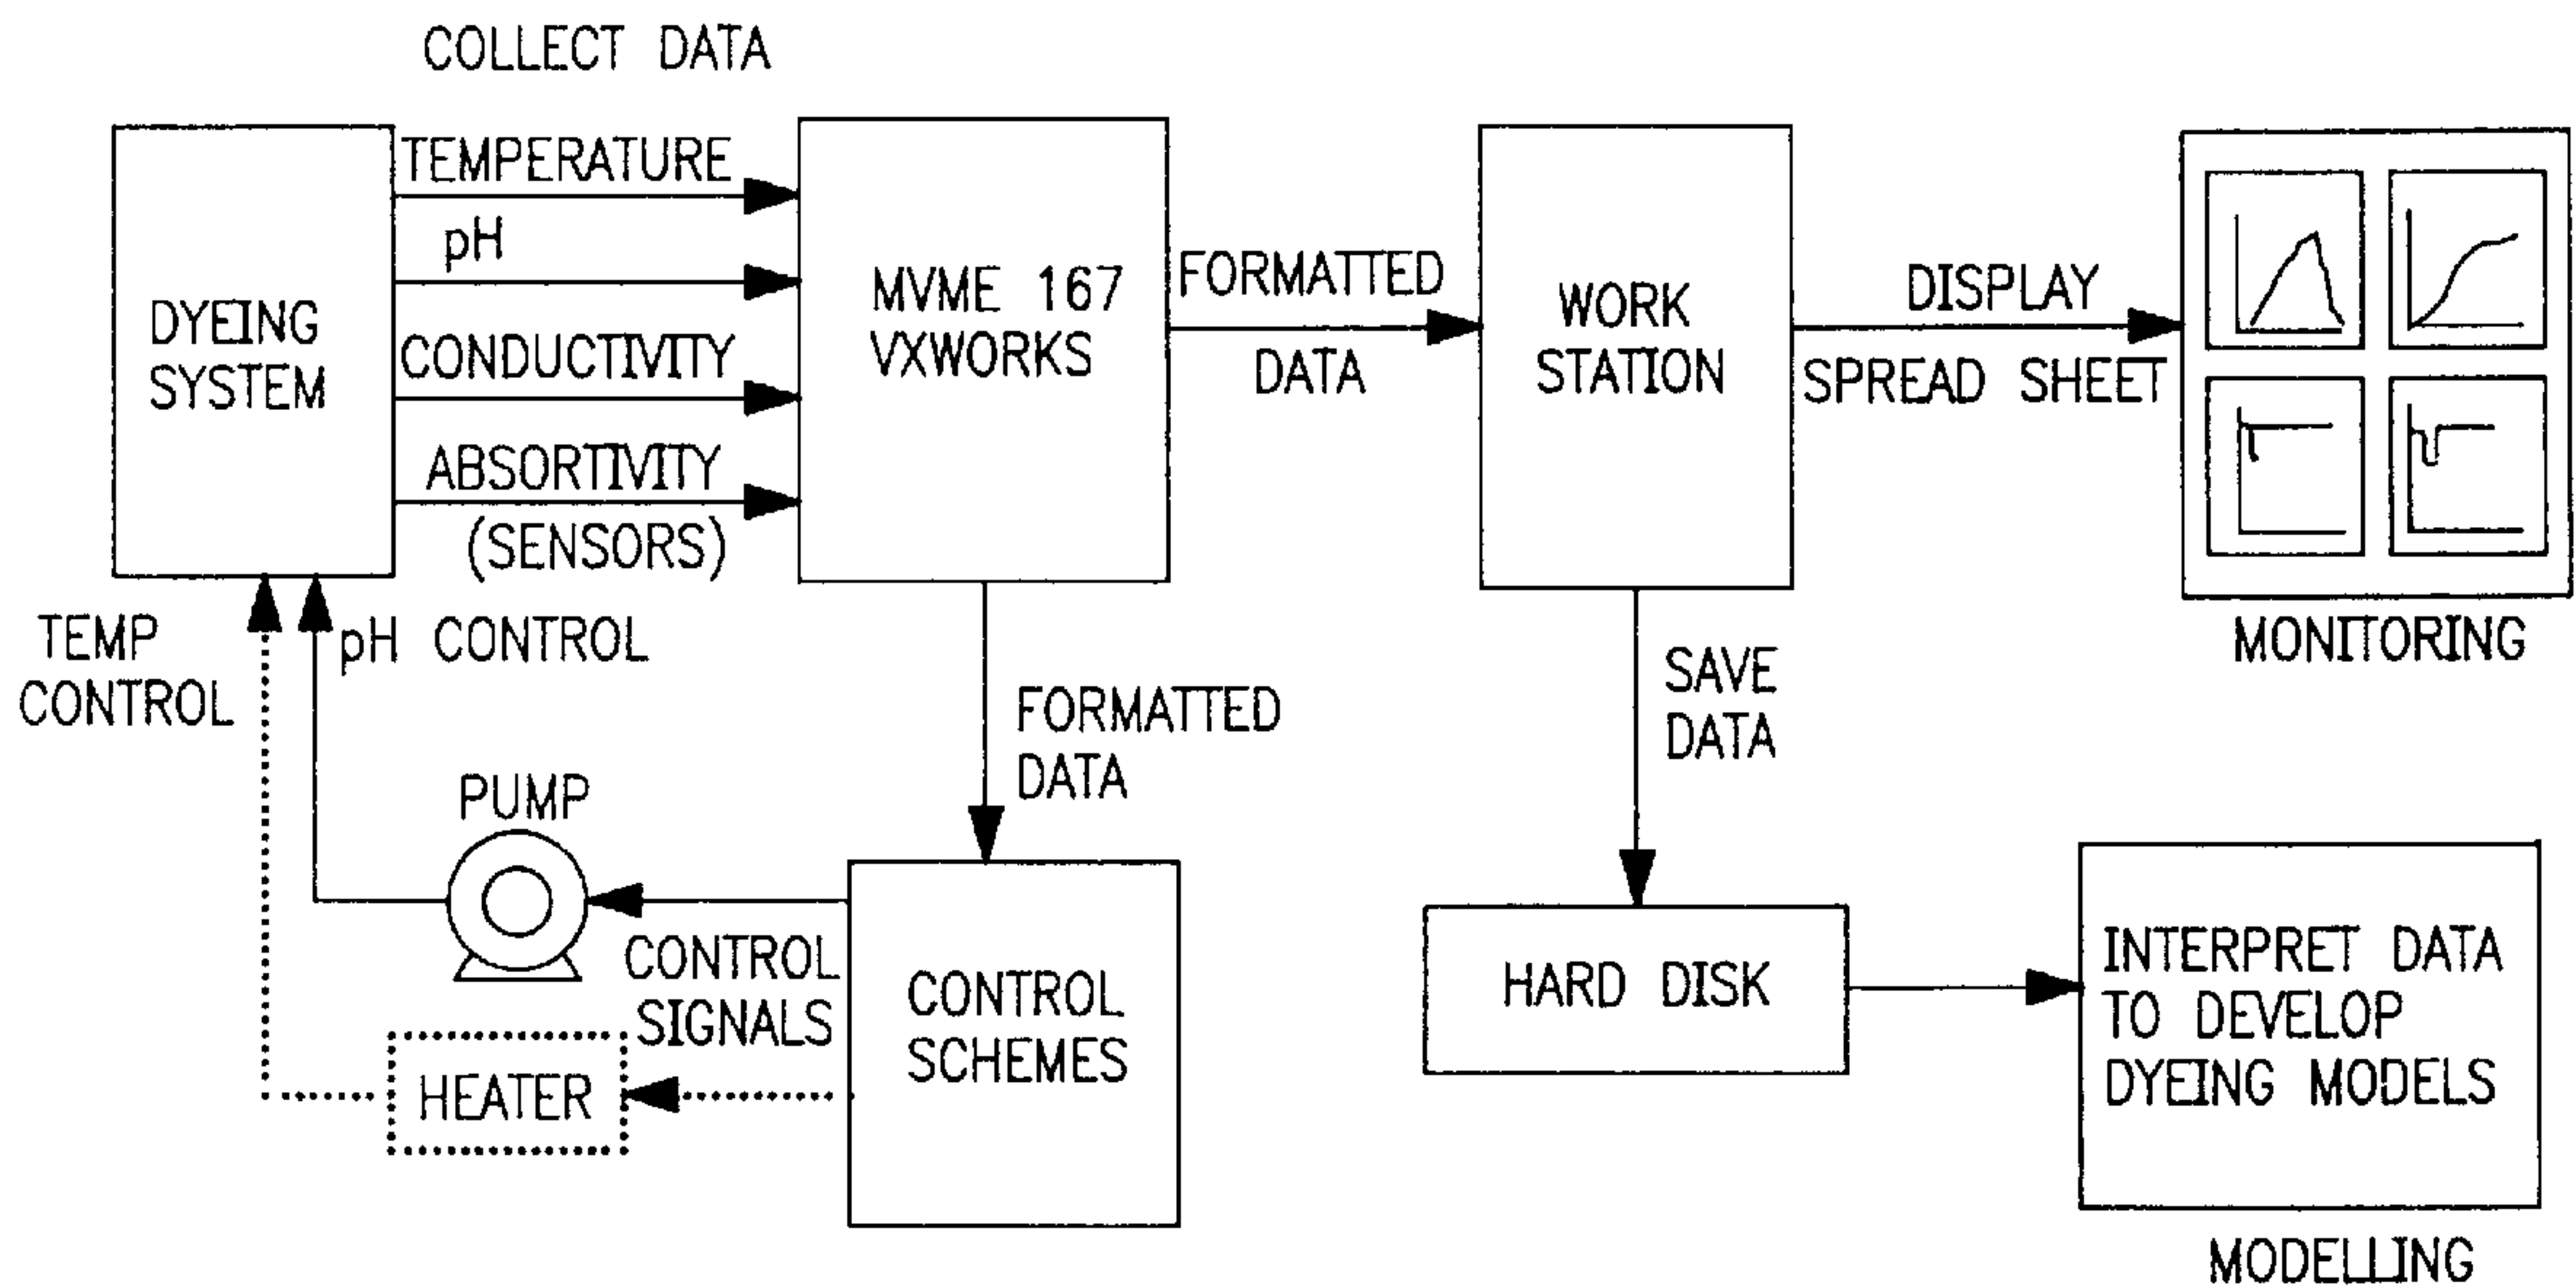 COLLECT DATA
DYEING
SYSTEM
TEMPERATURE
pH
CONDUCTIVITY
ABSORTIVITY
(SENSORS)
MVME 167
VXWORKS
FORMATTED
DATA
WORK
STATION
DISPLAY
SPREAD SHEET
MONITORING
TEMP
CONTROL
pH CONTROL
FORMATTED
DATA
SAVE
DATA
PUMP
CONTROL
SIGNALS
HEATER
CONTROL
SCHEMES
HARD DISK
INTERPRET DATA
TO DEVELOP
DYEING MODELS
MODELLING